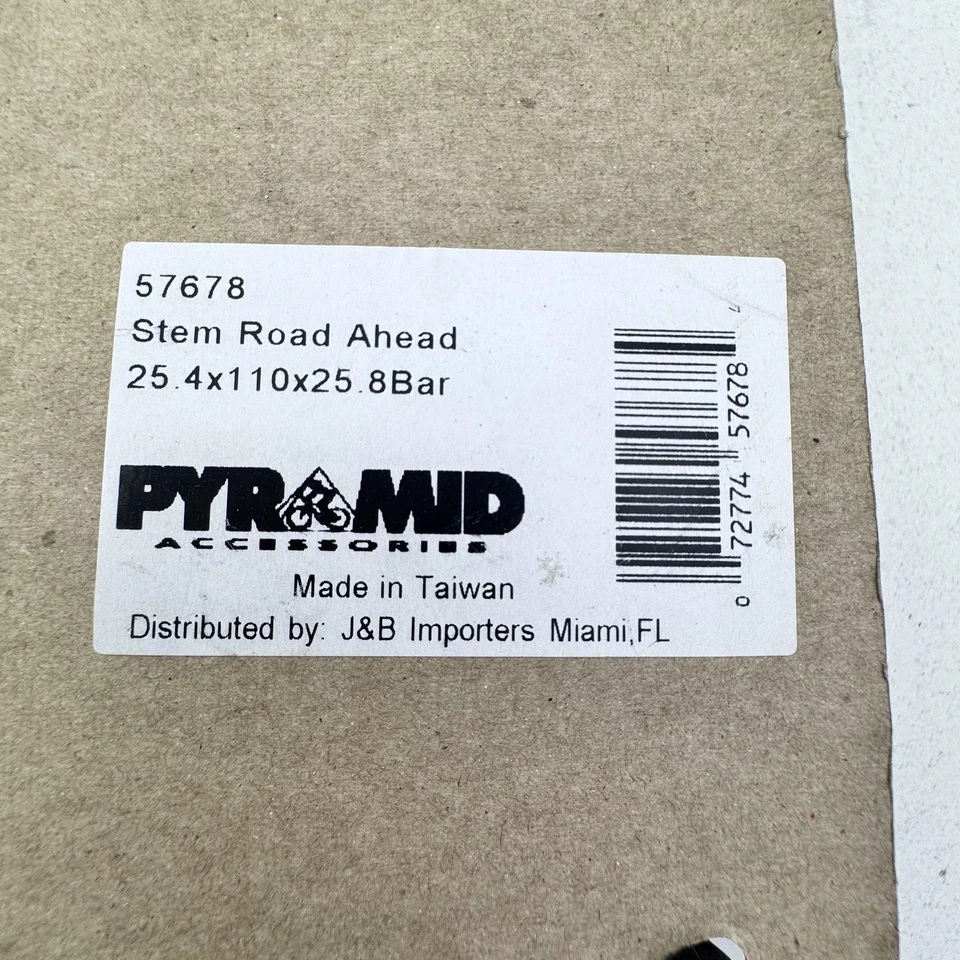 57678
Stem Road Ahead
25.4x110x25.8Bar
PYRAMID
ACCESSORIES
Made in Taiwan
Distributed by: J&B Importers Miami,FL
0 72774 57678 4